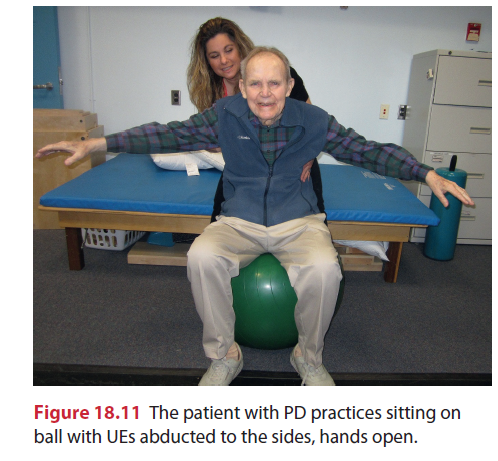 Figure 18.11 The patient with PD practices sitting on
ball with UEs abducted to the sides, hands open.